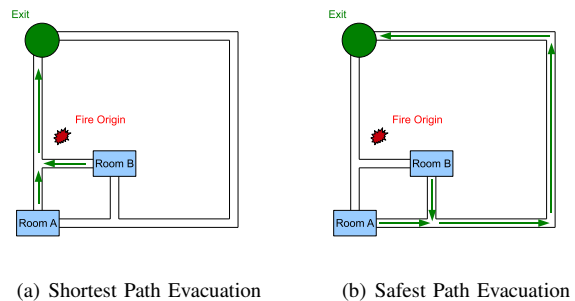 Exit
Fire Origin
Room B
Room A
(a) Shortest Path Evacuation
Exit
Fire Origin
Room B
Room A
(b) Safest Path Evacuation